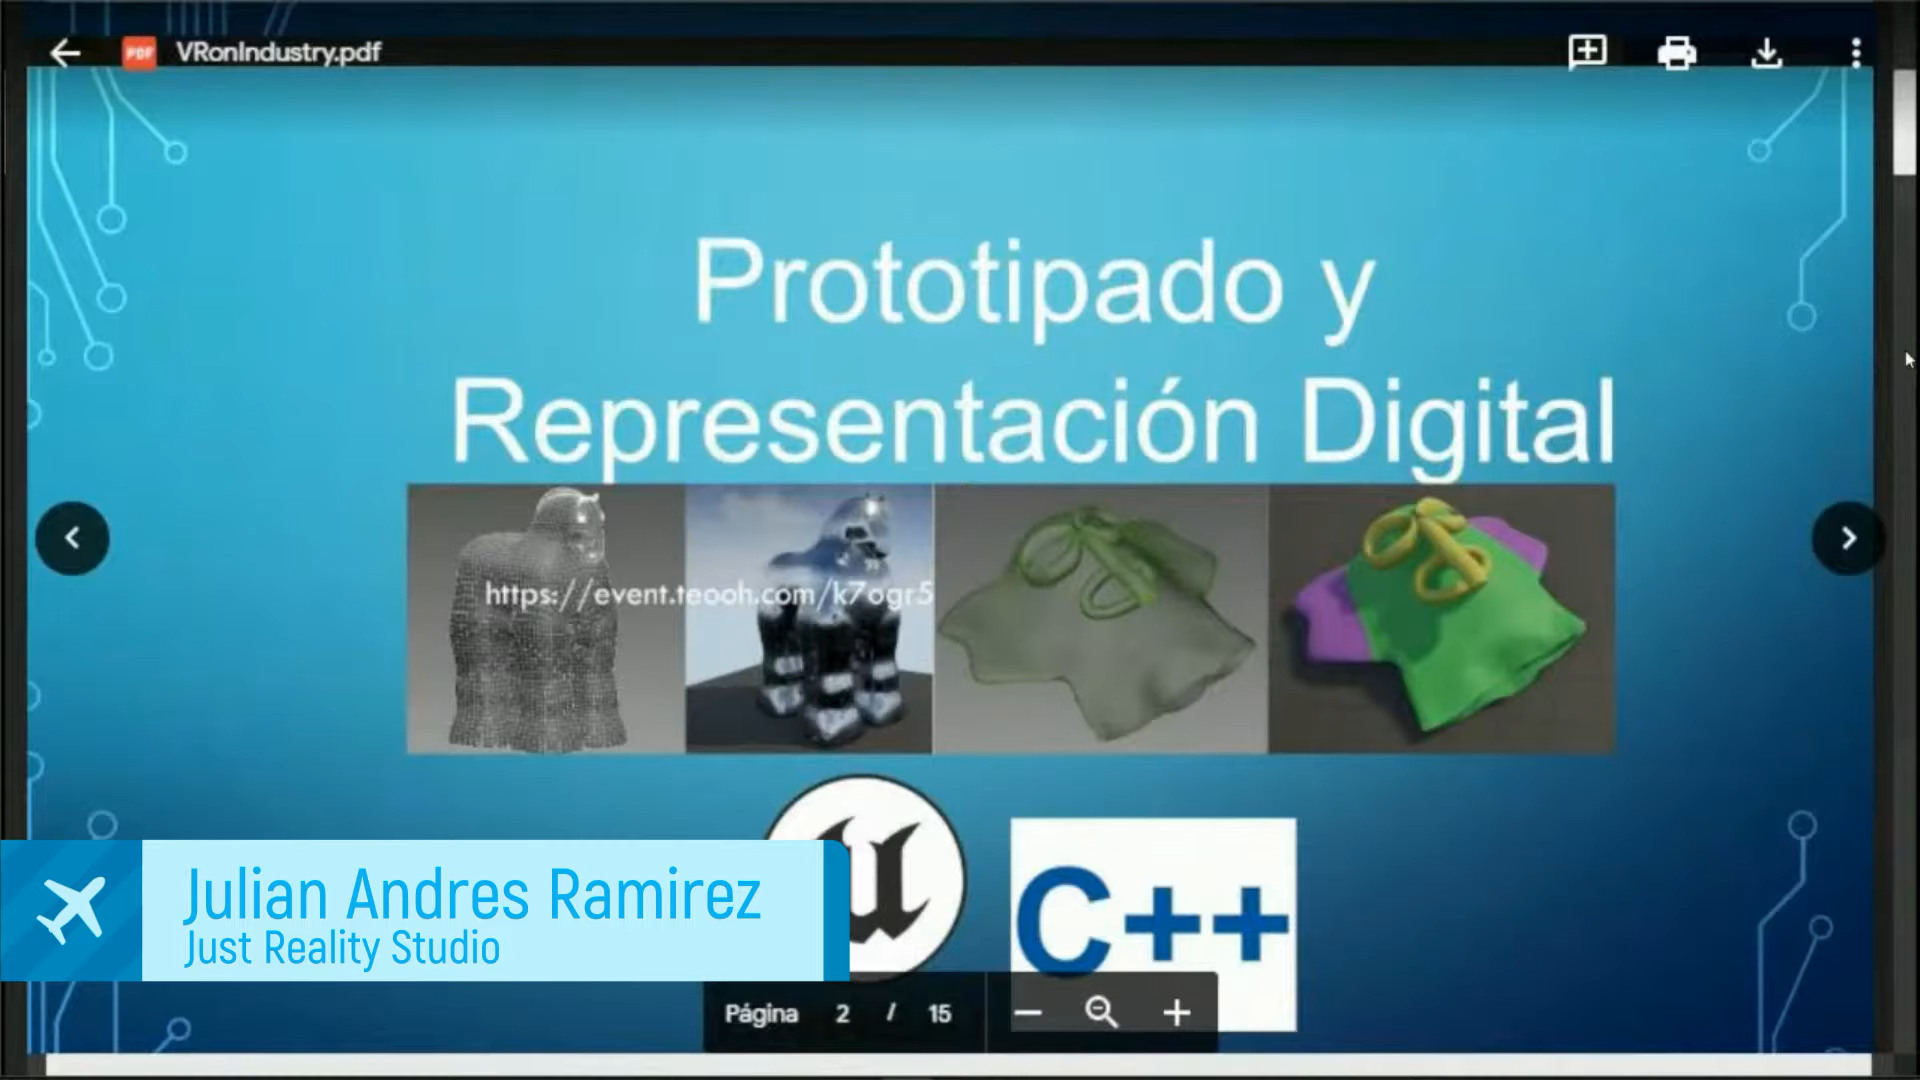 PDF VRonIndustry.pdf
Prototipado y
Representación Digital
https://event.teooh.com/k7ogr5
C++
Julian Andres Ramirez
Just Reality Studio
Página 2 / 15